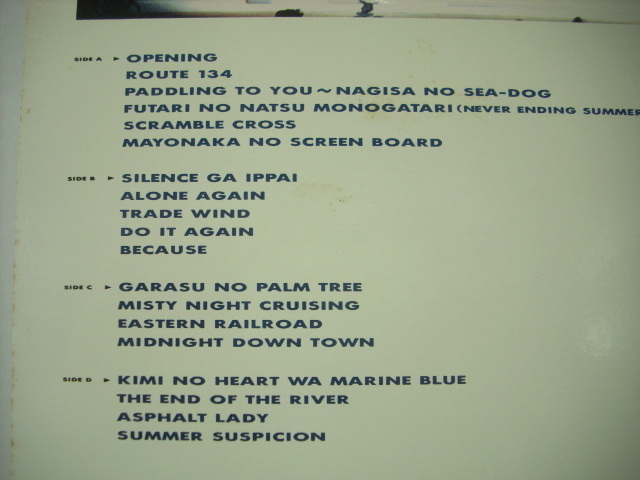 SIDE A ► OPENING
ROUTE 134
PADDLING TO YOU～NAGISA NO SEA-DOG
FUTARI NO NATSU MONOGATARI (NEVER ENDING SUMMER
SCRAMBLE CROSS
MAYONAKA NO SCREEN BOARD
SIDE B ► SILENCE GA IPPAI
ALONE AGAIN
TRADE WIND
DO IT AGAIN
BECAUSE
SIDE C ► GARASU NO PALM TREE
MISTY NIGHT CRUISING
EASTERN RAILROAD
MIDNIGHT DOWN TOWN
SIDE D ► KIMI NO HEART WA MARINE BLUE
THE END OF THE RIVER
ASPHALT LADY
SUMMER SUSPICION